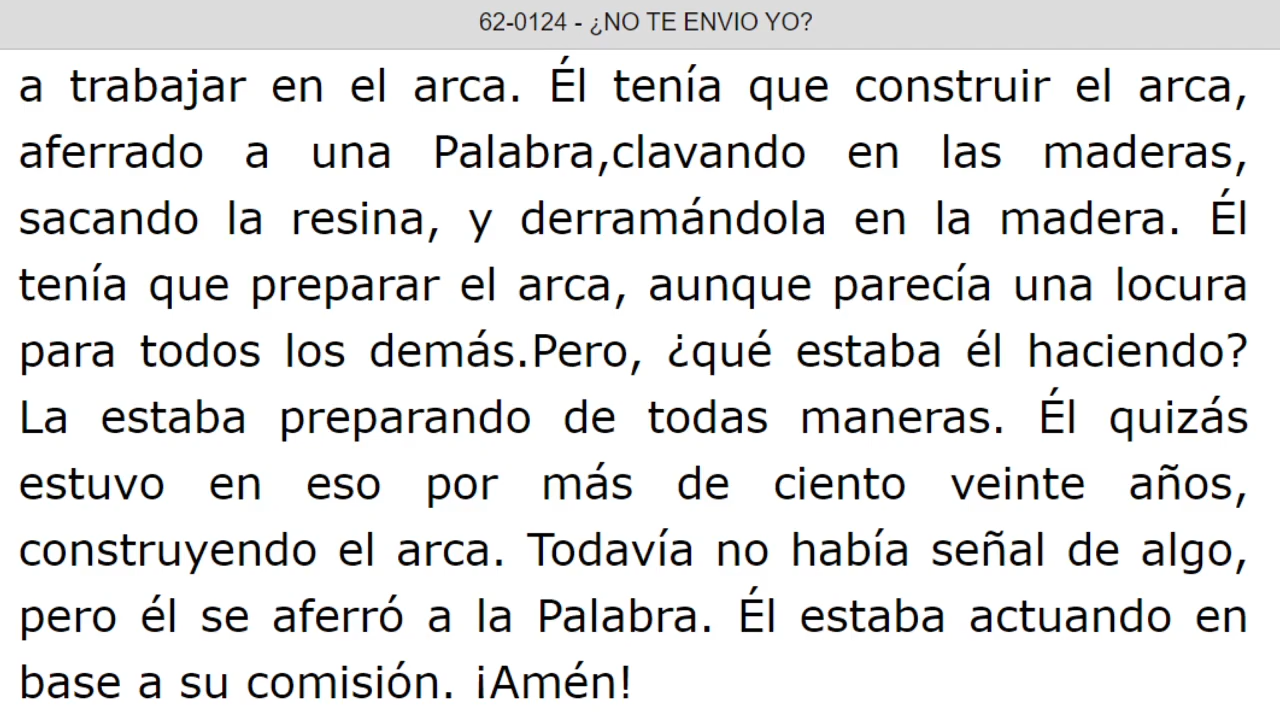 62-0124 - ¿NO TE ENVIO YO?
a trabajar en el arca. Él tenía que construir el arca,
aferrado a una Palabra,clavando en las maderas,
sacando la resina, y derramándola en la madera. Él
tenía que preparar el arca, aunque parecía una locura
para todos los demás.Pero, ¿qué estaba él haciendo?
La estaba preparando de todas maneras. Él quizás
estuvo en eso por más de ciento veinte años,
construyendo el arca. Todavía no había señal de algo,
pero él se aferró a la Palabra. Él estaba actuando en
base a su comisión. ¡Amén!